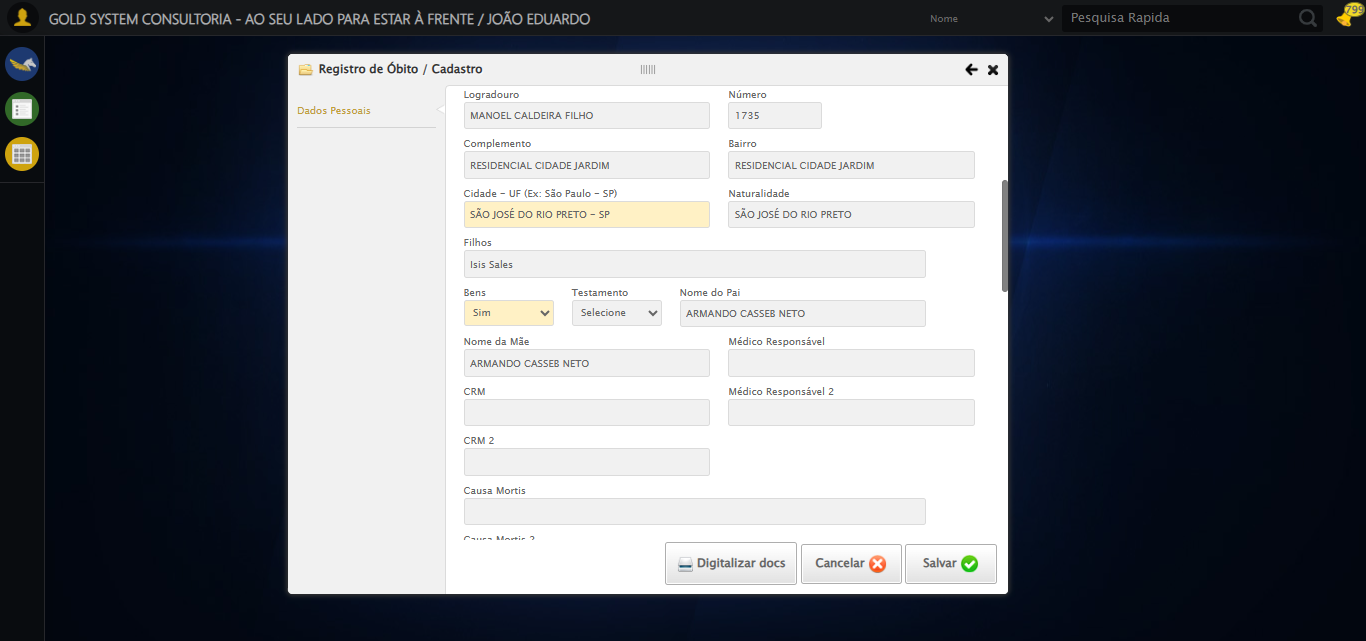 GOLD SYSTEM CONSULTORIA - AO SEU LADO PARA ESTAR À FRENTE / JOÃO EDUARDO
Nome
Pesquisa Rapida
799
Registro de Óbito / Cadastro
Dados Pessoais
Logradouro
Número
MANOEL CALDEIRA FILHO
1735
Complemento
Bairro
RESIDENCIAL CIDADE JARDIM
RESIDENCIAL CIDADE JARDIM
Cidade - UF (Ex: São Paulo - SP)
Naturalidade
SÃO JOSÉ DO RIO PRETO - SP
SÃO JOSÉ DO RIO PRETO
Filhos
Isis Sales
Bens
Testamento
Nome do Pai
Sim
Selecione
ARMANDO CASSEB NETO
Nome da Mãe
Médico Responsável
ARMANDO CASSEB NETO
CRM
Médico Responsável 2
CRM 2
Causa Mortis
Causa Mortis 2
Digitalizar docs
Cancelar
Salvar